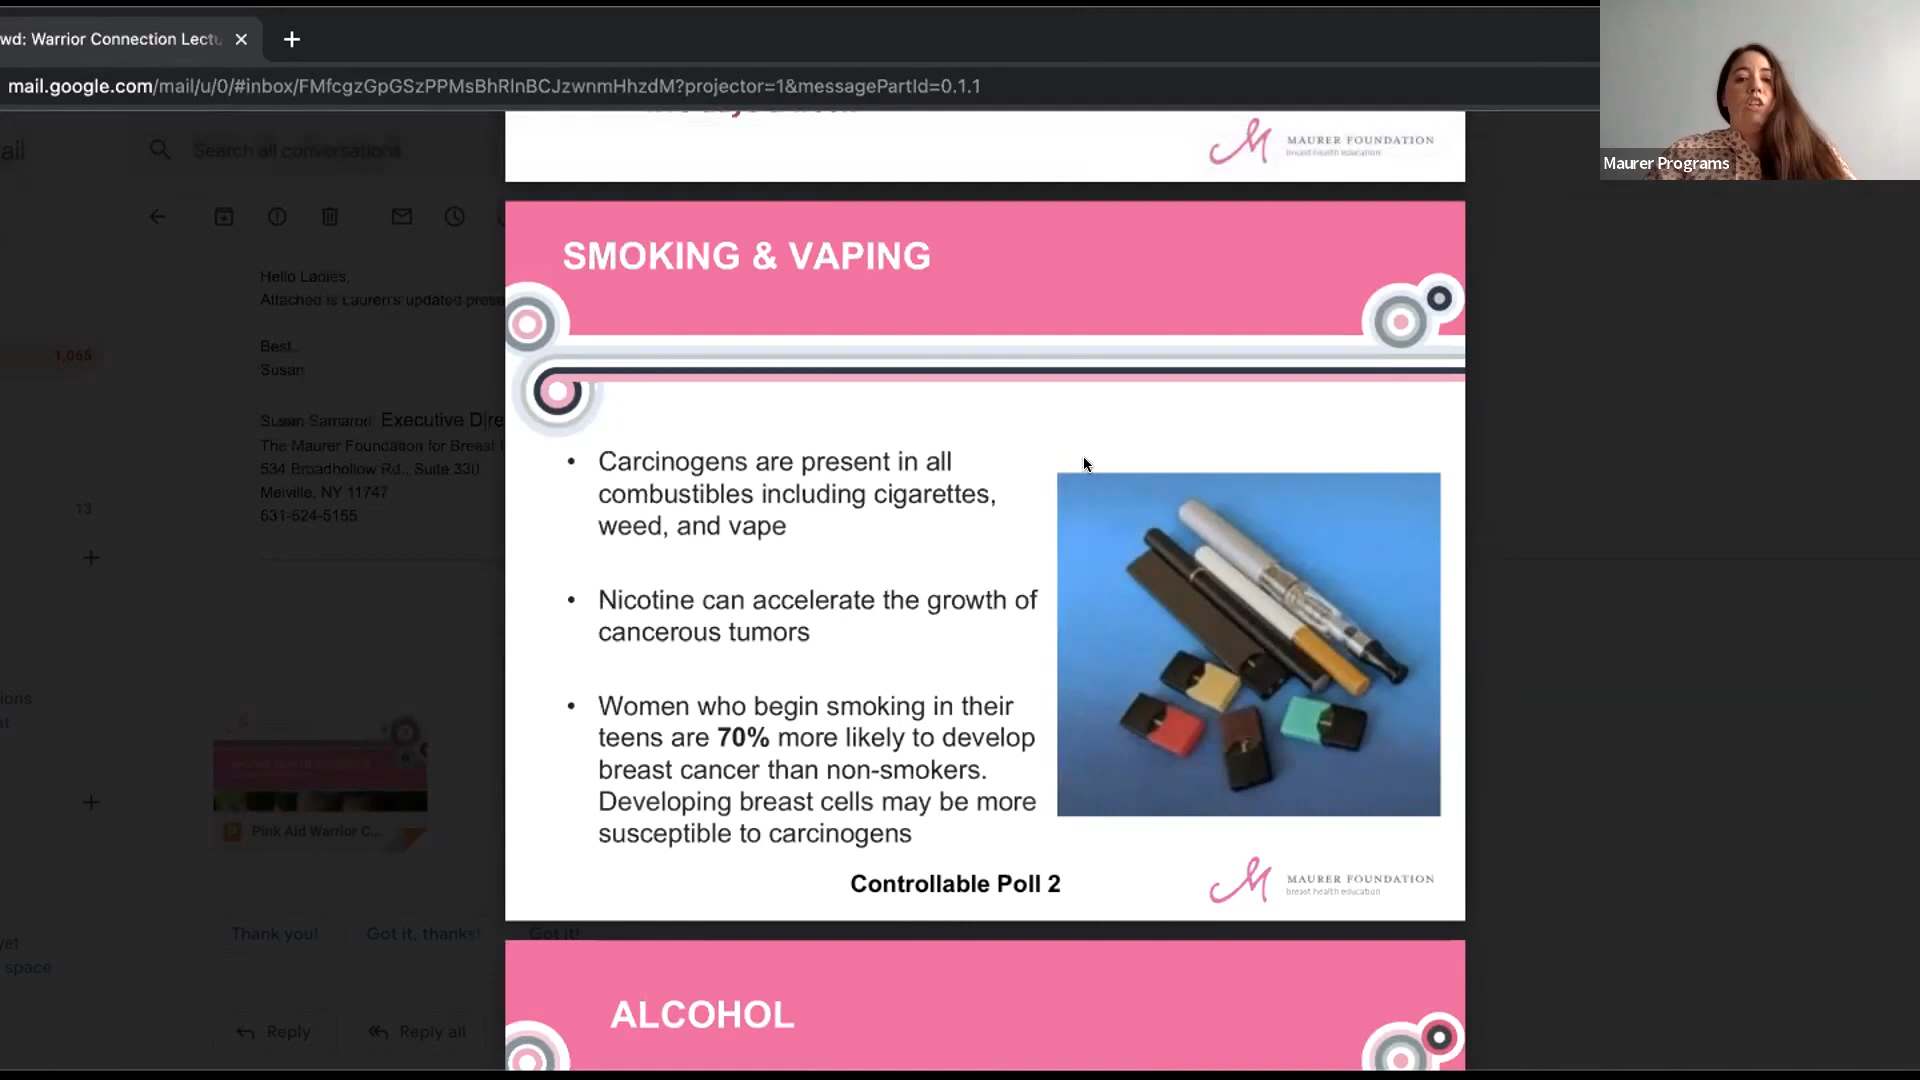 wd: Warrior Connection Lectu
mail.google.com/mail/u/0/#inbox/FMfcgzGpGSzPPMsBhRlnBCJzwnmHhzdM?projector=1&messagePartId=0.1.1
Maurer Programs
ail
Search all conversations
MAURER FOUNDATION
breast health education
SMOKING & VAPING
Hello Ladies,
Attached is Lauren's updated prese
Best,
Susan
1,065
Susan Samaroo Executive Dire
The Maurer Foundation for Breast
534 Broadhollow Rd., Suite 330
Melville, NY 11747
631-524-5155
13
• Carcinogens are present in all
combustibles including cigarettes,
weed, and vape
• Nicotine can accelerate the growth of
cancerous tumors
• Women who begin smoking in their
teens are 70% more likely to develop
breast cancer than non-smokers.
Developing breast cells may be more
susceptible to carcinogens
Controllable Poll 2
MAURER FOUNDATION
breast health education
ions
t
Pink Aid Warrior C...
Thank you!
Got it, thanks!
Got it!
yet
space
Reply
Reply all
ALCOHOL